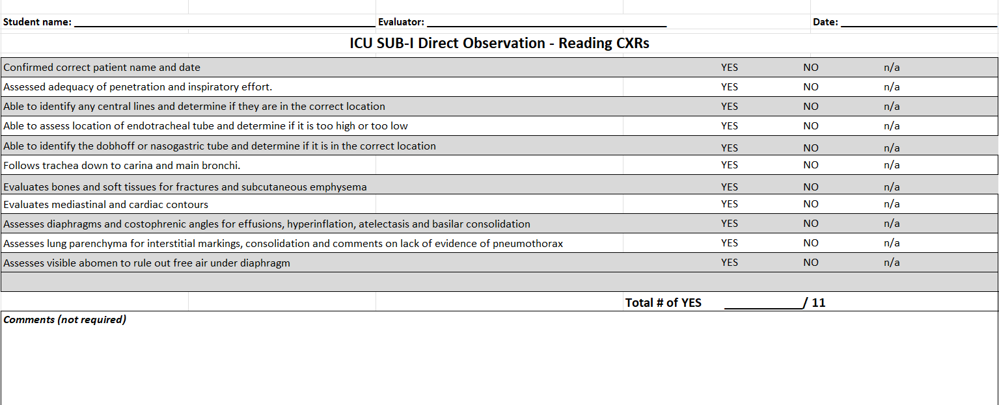 Student name: ____ Evaluator: ____ Date: ____
ICU SUB-I Direct Observation - Reading CXRs
Confirmed correct patient name and date YES NO n/a
Assessed adequacy of penetration and inspiratory effort. YES NO n/a
Able to identify any central lines and determine if they are in the correct location YES NO n/a
Able to assess location of endotracheal tube and determine if it is too high or too low YES NO n/a
Able to identify the dobhoff or nasogastric tube and determine if it is in the correct location YES NO n/a
Follows trachea down to carina and main bronchi. YES NO n/a
Evaluates bones and soft tissues for fractures and subcutaneous emphysema YES NO n/a
Evaluates mediastinal and cardiac contours YES NO n/a
Assesses diaphragms and costophrenic angles for effusions, hyperinflation, atelectasis and basilar consolidation YES NO n/a
Assesses lung parenchyma for interstitial markings, consolidation and comments on lack of evidence of pneumothorax YES NO n/a
Assesses visible abomen to rule out free air under diaphragm YES NO n/a
Total # of YES ____/ 11
Comments (not required)